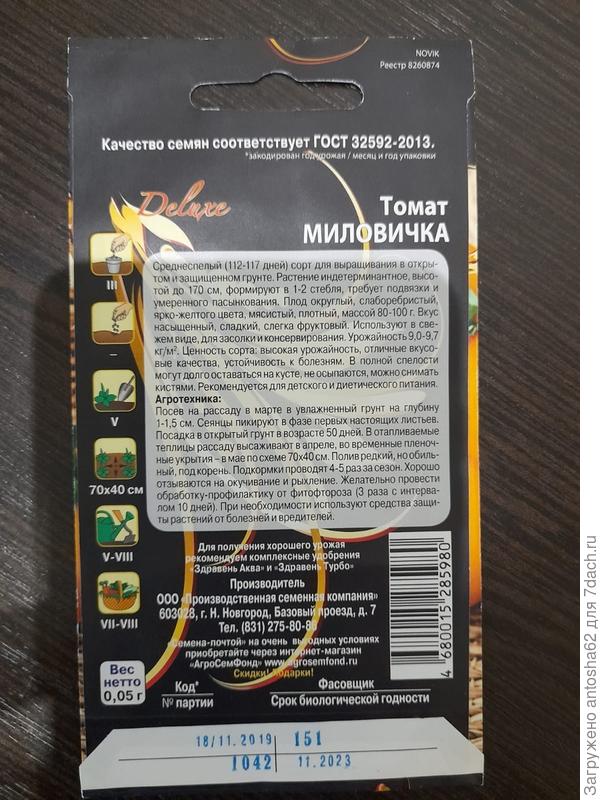 NOVIK
Реестр 8260874
Качество семян соответствует ГОСТ 32592-2013.
*закодирован год урожая / месяц и год упаковки
Deluxe
Томат
МИЛОВИЧКА
Среднеспелый (112-117 дней) сорт для выращивания в откры-
том и защищенном грунте. Растение индетерминантное, высо-
той до 170 см, формируют в 1-2 стебля, требует подвязки и
умеренного пасынкования. Плод округлый, слаборебристый,
ярко-желтого цвета, мясистый, плотный, массой 80-100 г. Вкус
насыщенный, сладкий, слегка фруктовый. Используют в све-
жем виде, для засолки и консервирования. Урожайность 9,0-9,7
кг/м². Ценность сорта: высокая урожайность, отличные вкусо-
вые качества, устойчивость к болезням. В полной спелости
могут долго оставаться на кусте, не осыпаются, можно снимать
кистями. Рекомендуется для детского и диетического питания.
Агротехника:
Посев на рассаду в марте в увлажненный грунт на глубину
1-1,5 см. Сеянцы пикируют в фазе первых настоящих листьев.
Посадка в открытый грунт в возрасте 50 дней. В отапливаемые
теплицы рассаду высаживают в апреле, во временные пленоч-
ные укрытия – в мае по схеме 70х40 см. Полив редкий, но обиль-
ный, под корень. Подкормки проводят 4-5 раз за сезон. Хорошо
отзываются на окучивание и рыхление. Желательно провести
обработку-профилактику от фитофтороза (3 раза с интерва-
лом 10 дней). При необходимости используют средства защи-
ты растений от болезней и вредителей.
III
–
V
70х40 см
V-VIII
VII-VIII
Для получения хорошего урожая
рекомендуем комплексные удобрения
«Здравень Аква» и «Здравень Турбо»
Производитель
ООО «Производственная семенная компания»
603028, г. Н. Новгород, Базовый проезд, д. 7
Тел. (831) 275-80-80
«Семена-почтой» на очень выгодных условиях
приобретайте через интернет-магазин
«АгроСемФонд» www.agrosemfond.ru
Скидки! Подарки!
4 680015 285980
Вес
нетто
0,05 г
Код*
№ партии
Фасовщик
Срок биологической годности
18/11.2019 151
1042 11.2023
Загружено antosha62 для 7dach.ru